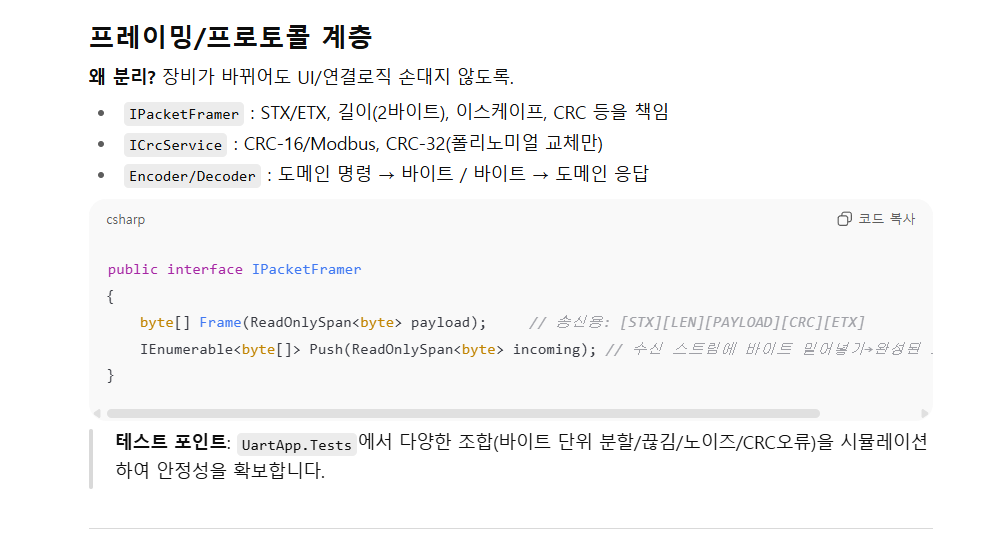 프레이밍/프로토콜 계층
왜 분리? 장비가 바뀌어도 UI/연결로직 손대지 않도록.
• IPacketFramer : STX/ETX, 길이(2바이트), 이스케이프, CRC 등을 책임
• ICrcService : CRC-16/Modbus, CRC-32(폴리노미얼 교체만)
• Encoder/Decoder : 도메인 명령 → 바이트 / 바이트 → 도메인 응답
csharp
코드 복사
public interface IPacketFramer
{
    byte[] Frame(ReadOnlySpan<byte> payload);     // 송신용: [STX][LEN][PAYLOAD][CRC][ETX]
    IEnumerable<byte[]> Push(ReadOnlySpan<byte> incoming); // 수신 스트림에 바이트 밀어넣기→완성된
}
테스트 포인트: UartApp.Tests에서 다양한 조합(바이트 단위 분할/끊김/노이즈/CRC오류)을 시뮬레이션
하여 안정성을 확보합니다.